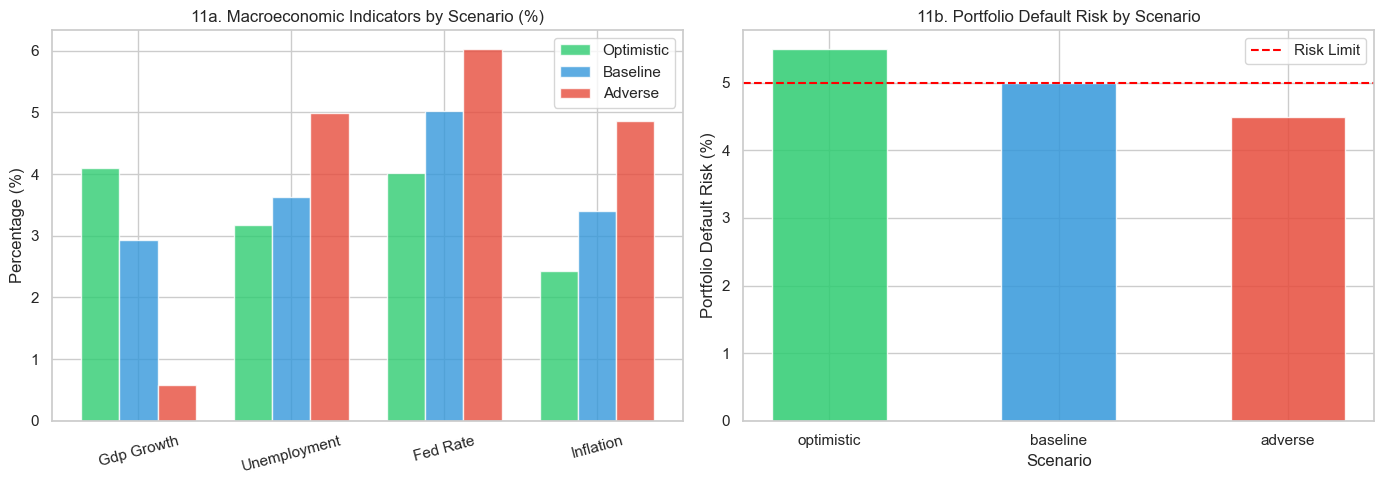 11a. Macroeconomic Indicators by Scenario (%)
Optimistic
Baseline
Adverse
Percentage (%)
6
5
4
3
2
1
0
Gdp Growth
Unemployment
Fed Rate
Inflation
11b. Portfolio Default Risk by Scenario
Risk Limit
Portfolio Default Risk (%)
5
4
3
2
1
0
optimistic
baseline
adverse
Scenario